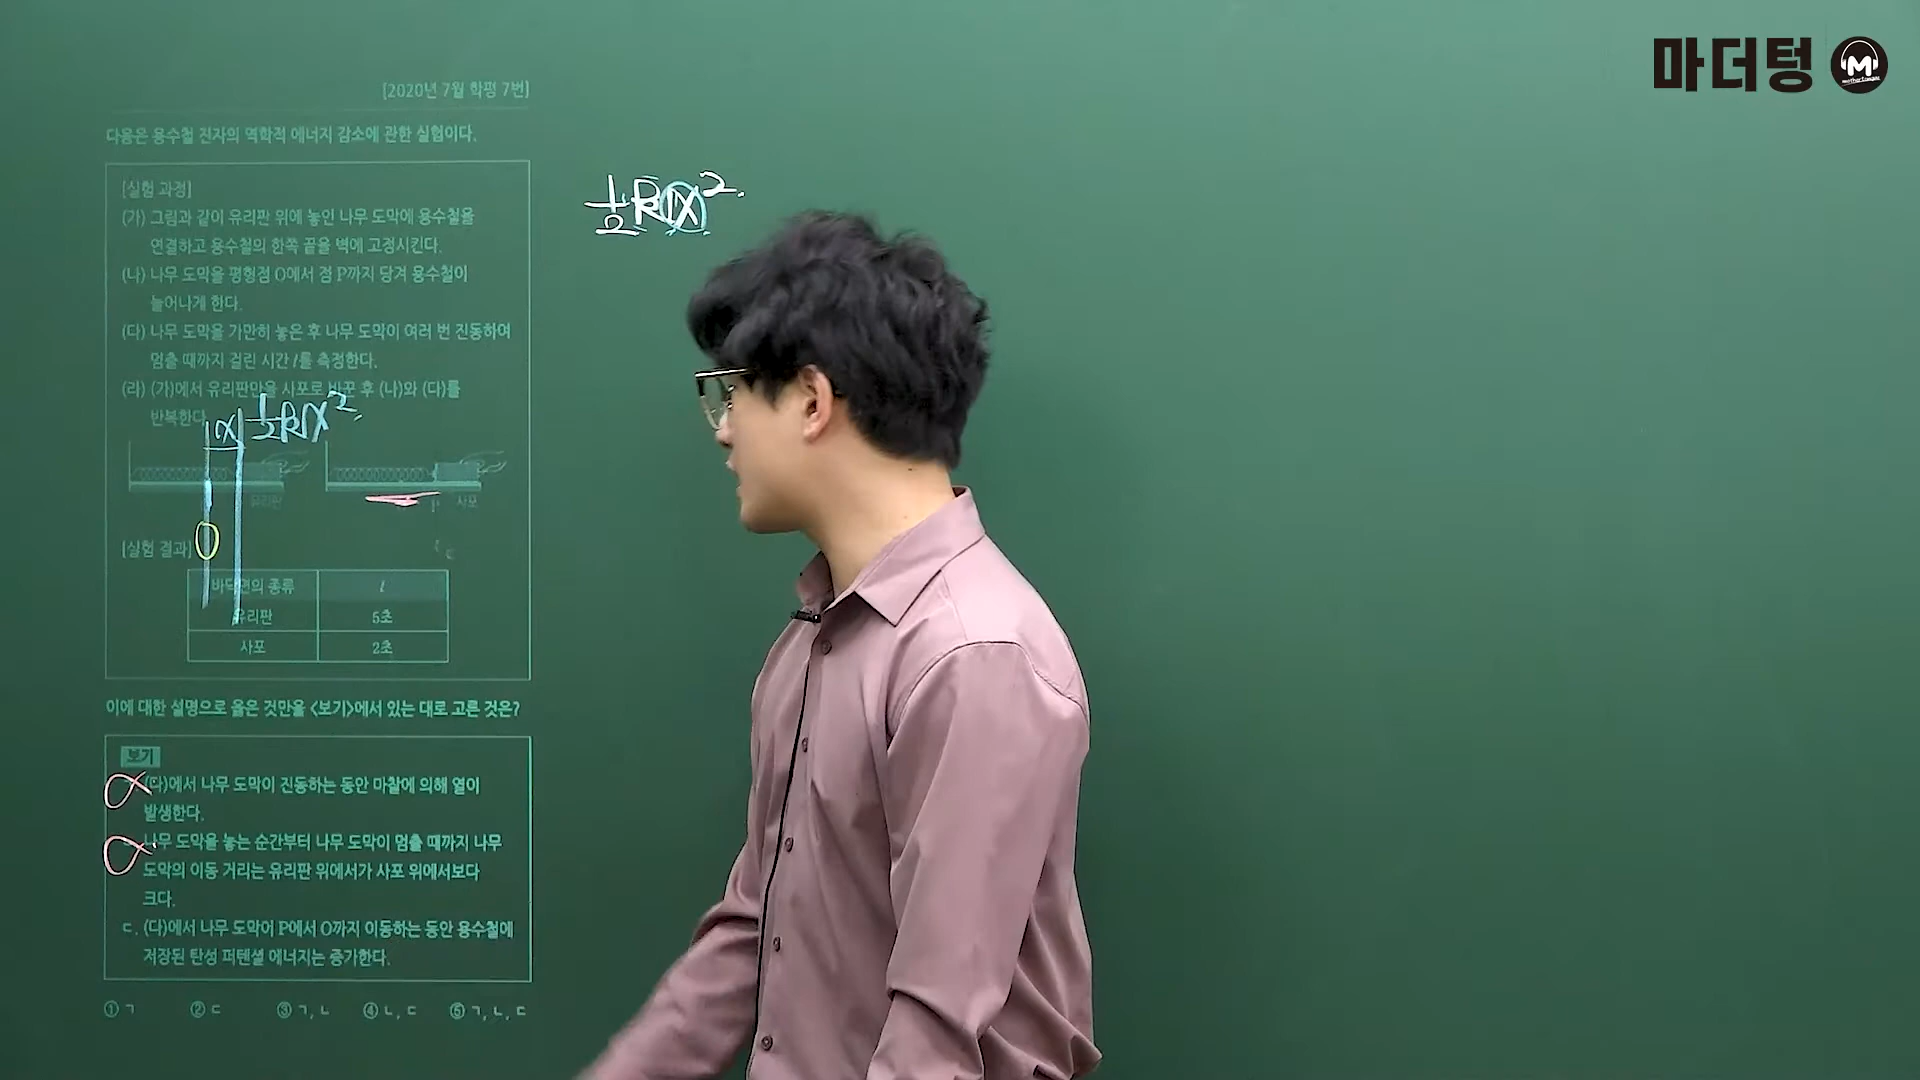 마더텅
[2020년 7월 학평 7번]
다음은 용수철 진자의 역학적 에너지 감소에 관한 실험이다.
[실험 과정]
(가) 그림과 같이 유리판 위에 놓인 나무 도막에 용수철을
연결하고 용수철의 한쪽 끝을 벽에 고정시킨다.
(나) 나무 도막을 평형점 O에서 점 P까지 당겨 용수철이
늘어나게 한다.
(다) 나무 도막을 가만히 놓은 후 나무 도막이 여러 번 진동하여
멈출 때까지 걸린 시간 t를 측정한다.
(라) (가)에서 유리판만을 사포로 바꾼 후 (나)와 (다)를
반복한다.
x ½kx²
유리판
P 사포
[실험 결과]
바닥면의 종류 t
유리판 5초
사포 2초
이에 대한 설명으로 옳은 것만을 <보기>에서 있는 대로 고른 것은?
보기
(다)에서 나무 도막이 진동하는 동안 마찰에 의해 열이
발생한다.
나무 도막을 놓는 순간부터 나무 도막이 멈출 때까지 나무
도막의 이동 거리는 유리판 위에서가 사포 위에서보다
크다.
ㄷ. (다)에서 나무 도막이 P에서 O까지 이동하는 동안 용수철에
저장된 탄성 퍼텐셜 에너지는 증가한다.
① ㄱ ② ㄷ ③ ㄱ, ㄴ ④ ㄴ, ㄷ ⑤ ㄱ, ㄴ, ㄷ
½kx²